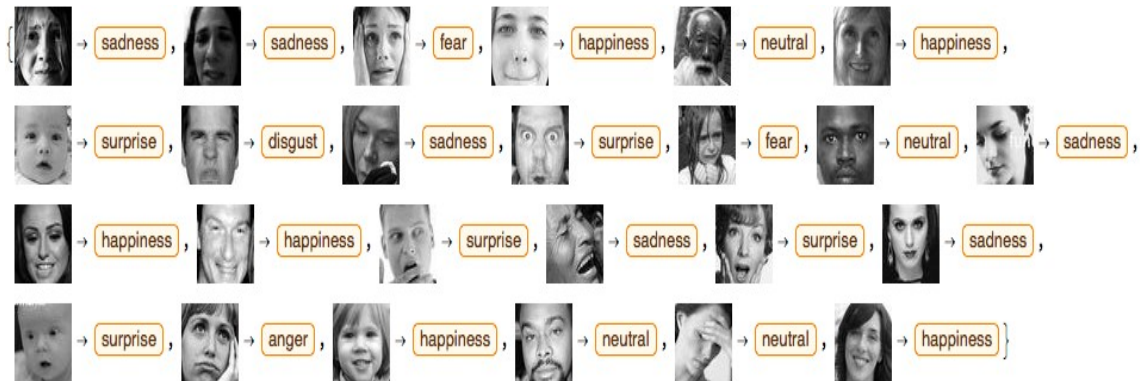 { → sadness , → sadness , → fear , → happiness , → neutral , → happiness ,
→ surprise , → disgust , → sadness , → surprise , → fear , → neutral , → sadness ,
→ happiness , → happiness , → surprise , → sadness , → surprise , → sadness ,
→ surprise , → anger , → happiness , → neutral , → neutral , → happiness }